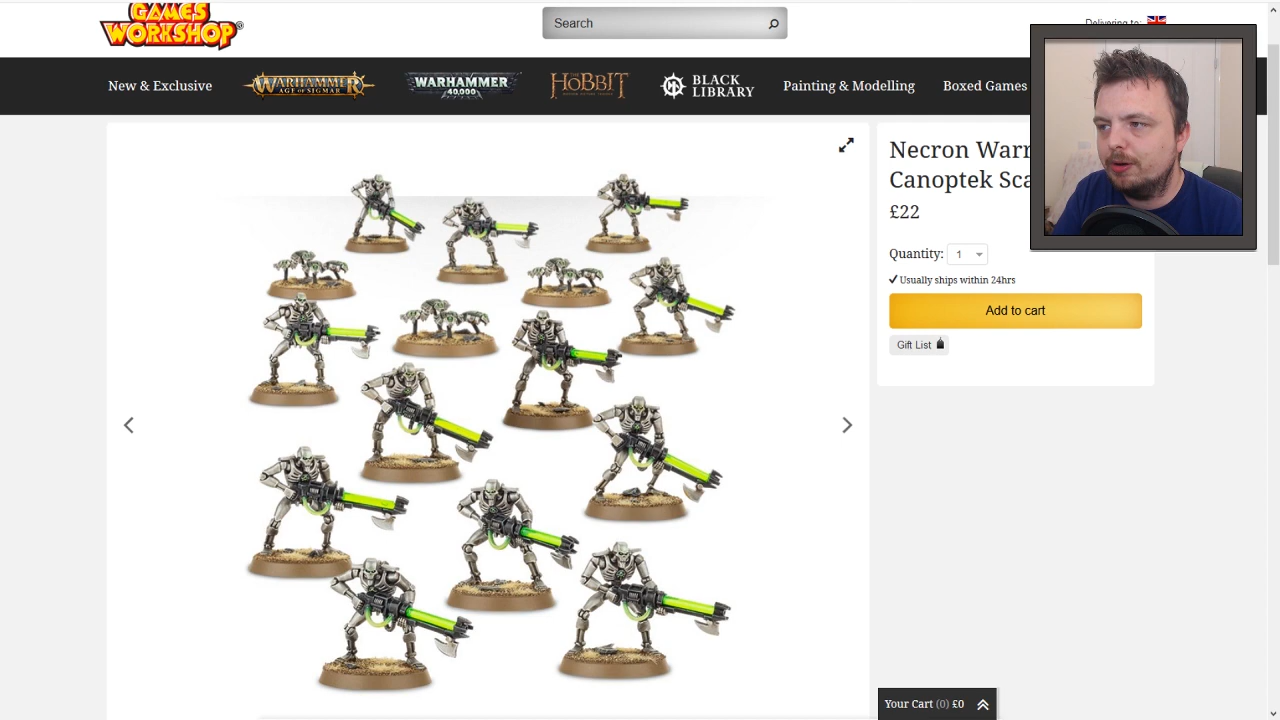 GAMES
WORKSHOP®
Search
Delivering to:
New & Exclusive
WARHAMMER
AGE OF SIGMAR
WARHAMMER
40,000
THE HOBBIT
BLACK
LIBRARY
Painting & Modelling
Boxed Games
Necron
Canoptek
£22
Quantity: 1
Usually ships within 24hrs
Add to cart
Gift List
Your Cart (0) £0